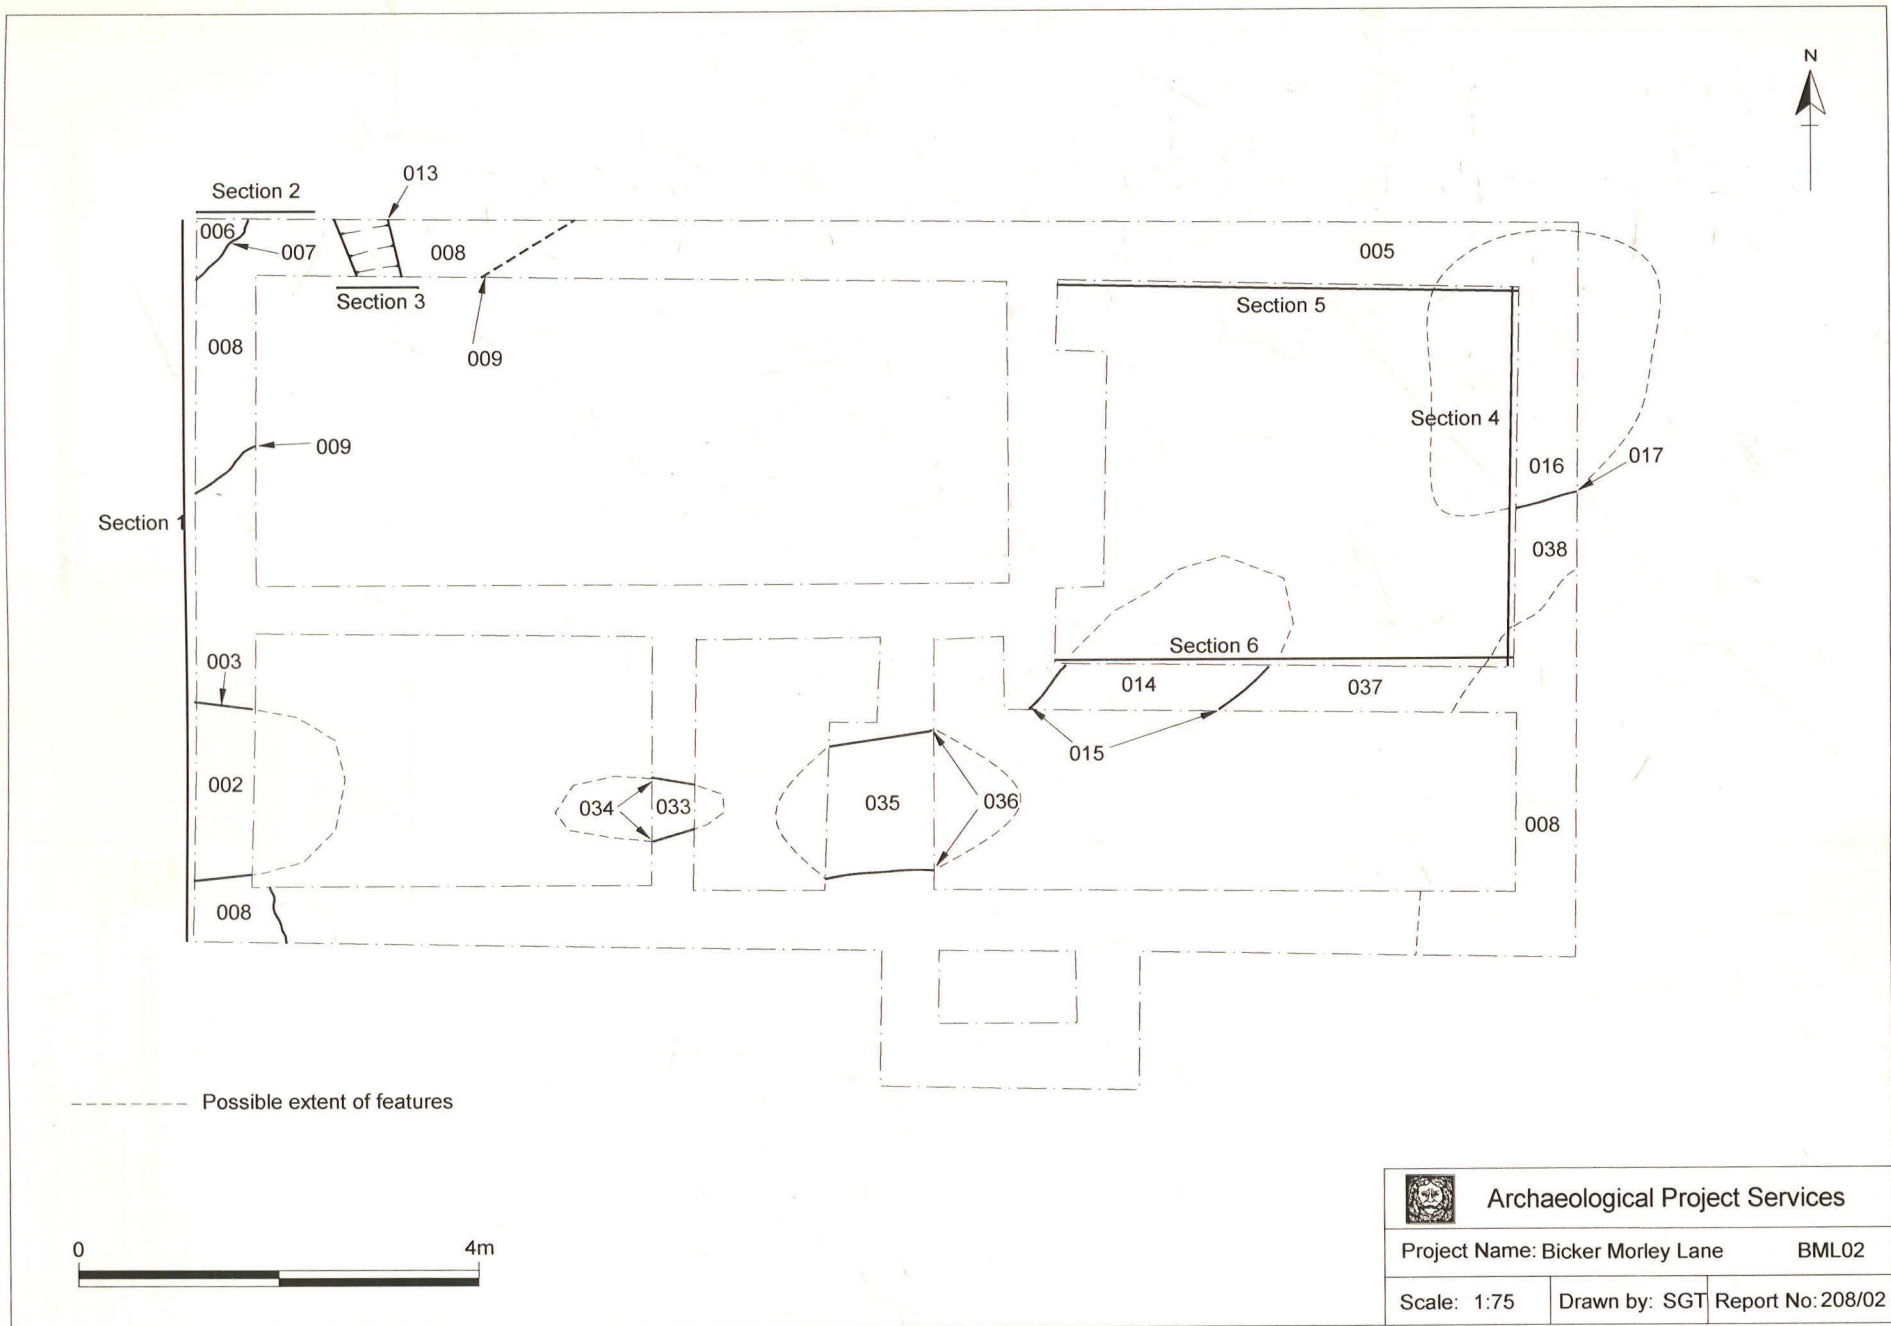 N
013
Section 2
006
007
008
005
Section 3
Section 5
009
008
Section 4
009
016
017
Section 1
038
003
Section 6
014
037
015
002
034
033
035
036
008
008
Possible extent of features
0
4m
Archaeological Project Services
Project Name: Bicker Morley Lane BML02
Scale: 1:75 Drawn by: SGT Report No: 208/02